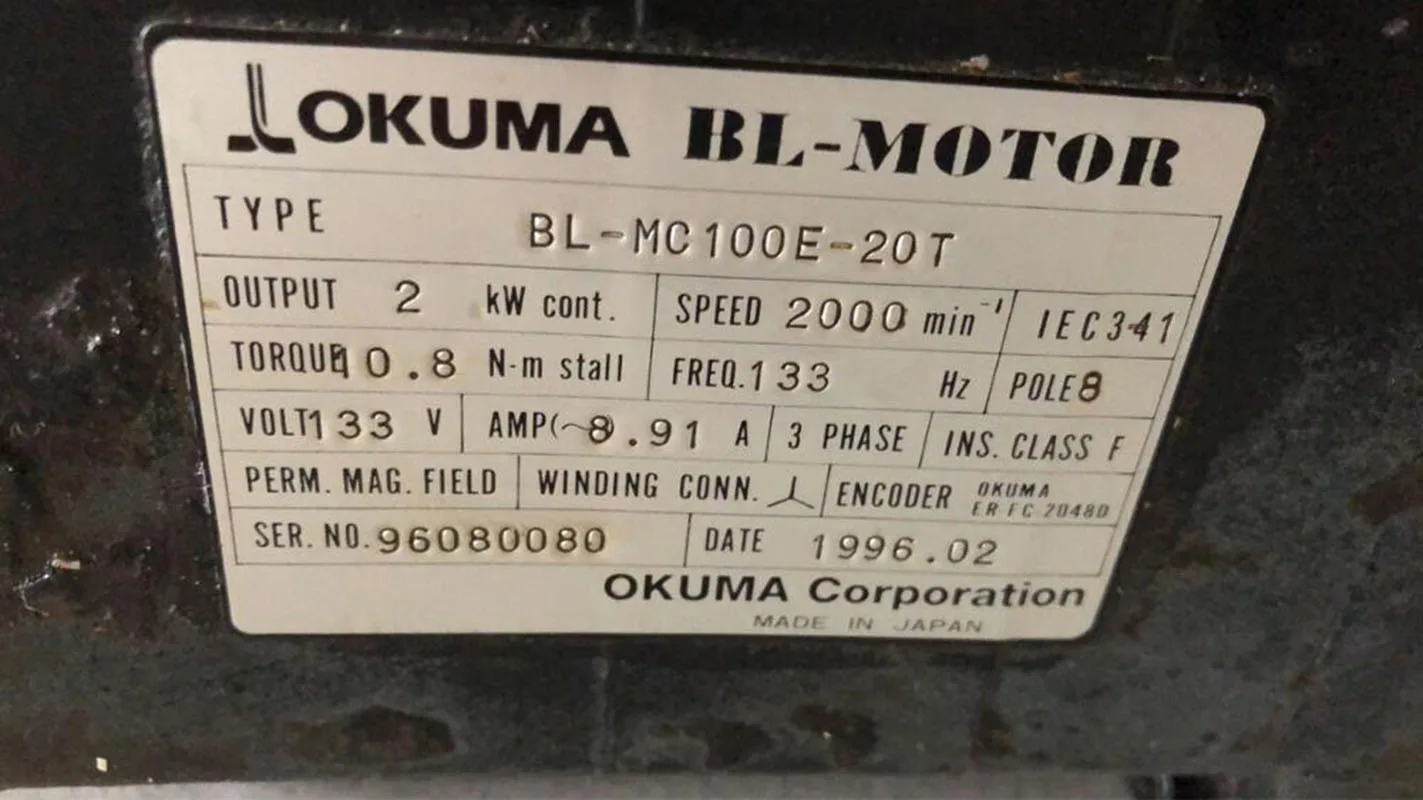 OKUMA BL-MOTOR
TYPE BL-MC100E-20T
OUTPUT 2 kW cont. SPEED 2000 min⁻¹ IEC34-1
TORQUE 10.8 N-m stall FREQ. 133 Hz POLE 8
VOLT 133 V AMP(~) 8.91 A 3 PHASE INS. CLASS F
PERM. MAG. FIELD WINDING CONN. ENCODER OKUMA ER FC 2048D
SER. NO. 96080080 DATE 1996.02
OKUMA Corporation
MADE IN JAPAN